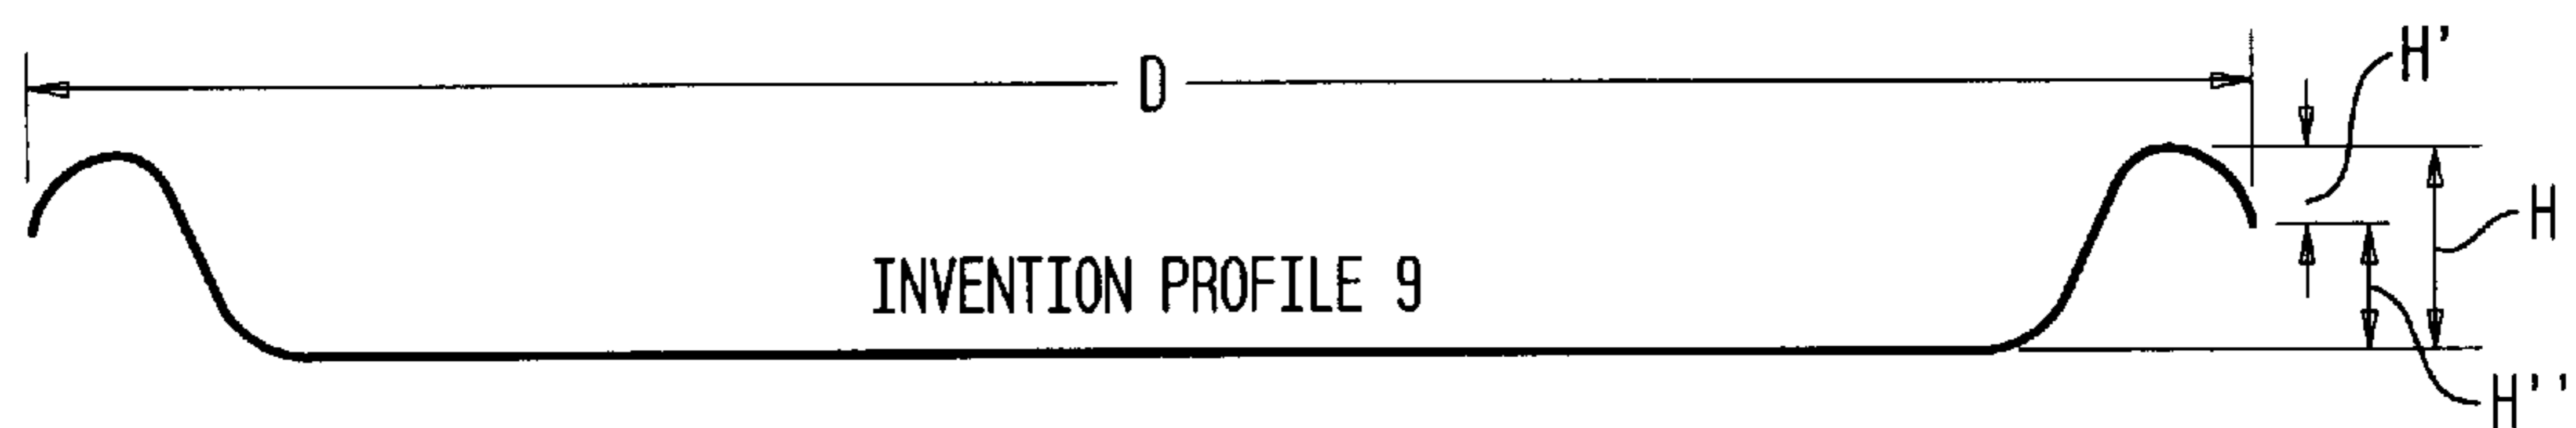 D
H'
H
INVENTION PROFILE 9
H''